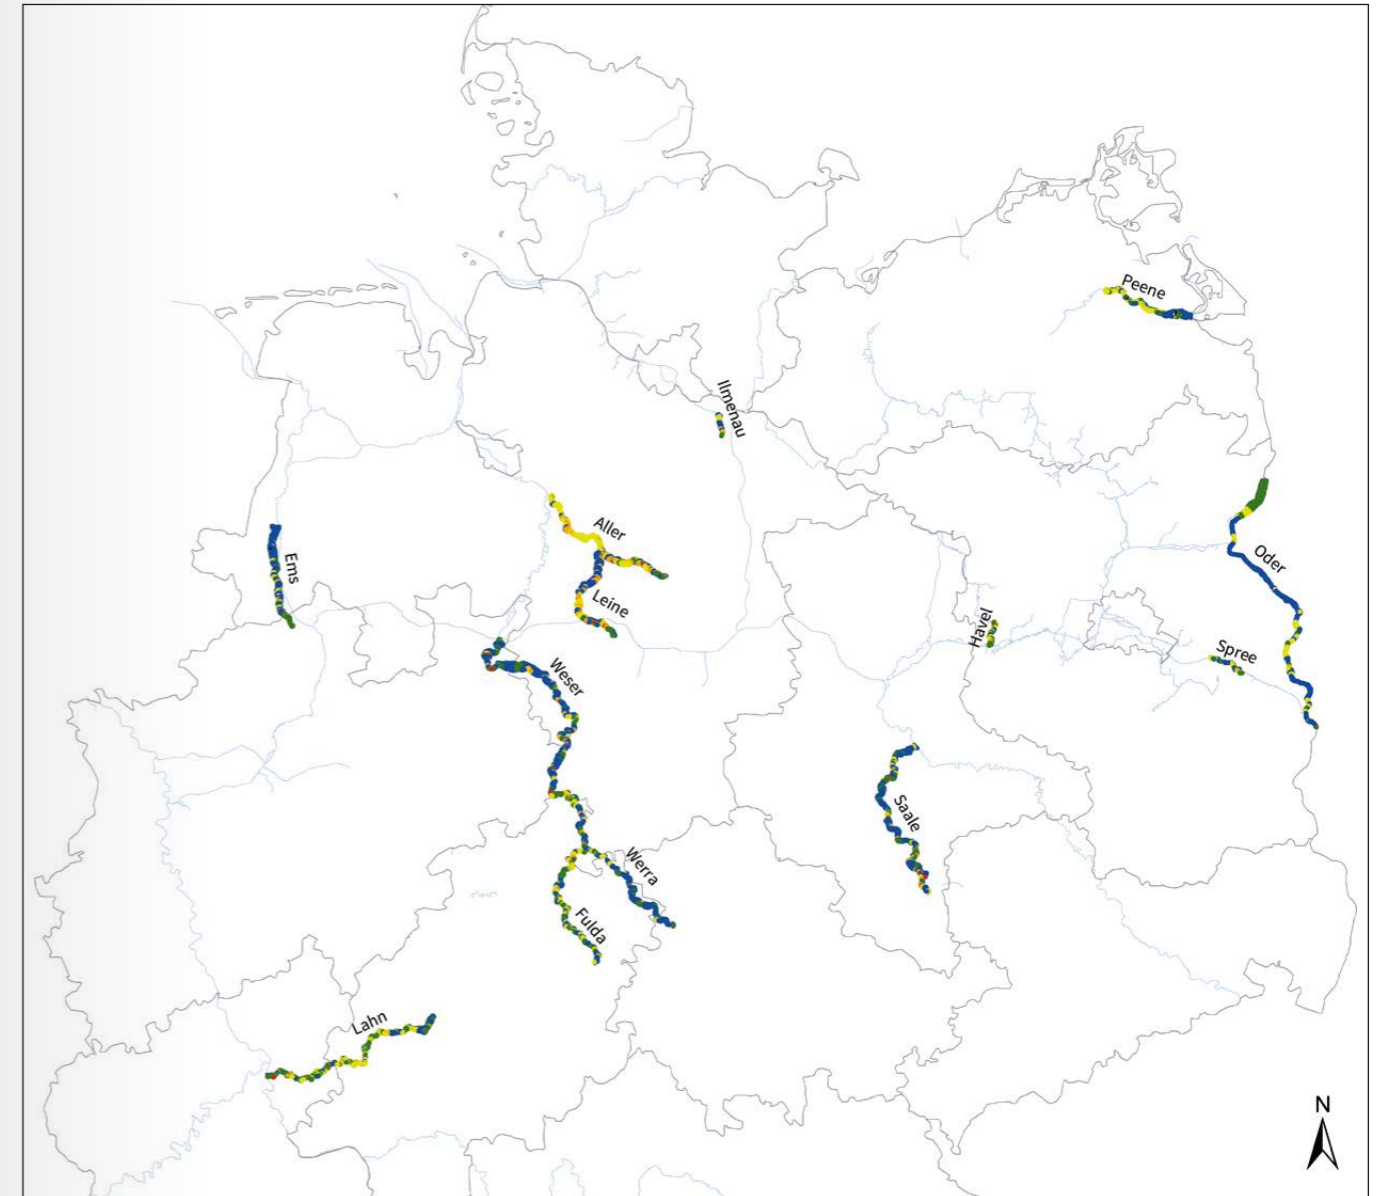 Peene
Ilmenau
Aller
Ems
Oder
Leine
Havel
Spree
Weser
Saale
Werra
Fulda
Lahn
N